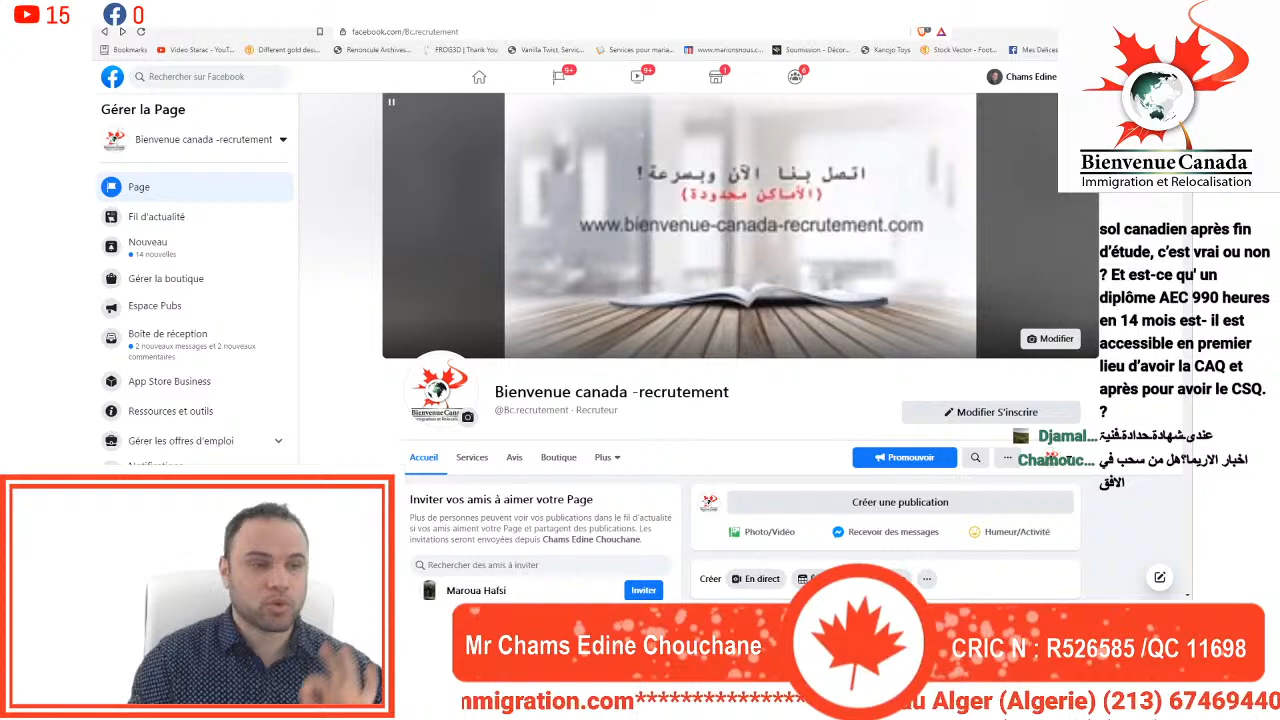 15
0
facebook.com/Bc.recrutement
Bookmarks
Video Starac - YouT...
Different gold des...
Renoncule Archives...
FROG3D | Thank You
Vanilla Twist, Servic...
Services pour maria...
www.marionsnous.c...
Soumission - Décor...
Kanojo Toys
Stock Vector - Foot...
Mes Délices
Rechercher sur Facebook
9+
9+
1
6
Chams Edine
Gérer la Page
Bienvenue canada -recrutement
Page
Fil d'actualité
Nouveau
14 nouvelles
Gérer la boutique
Espace Pubs
Boîte de réception
2 nouveaux messages et 2 nouveaux
commentaires
App Store Business
Ressources et outils
Gérer les offres d'emploi
اتصل بنا الآن وبسرعة!
(الأماكن محدودة)
www.bienvenue-canada-recrutement.com
Modifier
Bienvenue canada -recrutement
@Bc.recrutement · Recruteur
Modifier S'inscrire
Accueil
Services
Avis
Boutique
Plus
Promouvoir
Inviter vos amis à aimer votre Page
Plus de personnes peuvent voir vos publications dans le fil d'actualité
si vos amis aiment votre Page et partagent des publications. Les
invitations seront envoyées depuis Chams Edine Chouchane.
Rechercher des amis à inviter
Maroua Hafsi
Inviter
Créer une publication
Photo/Vidéo
Recevoir des messages
Humeur/Activité
Créer
En direct
Bienvenue Canada
Immigration et Relocalisation
sol canadien après fin
d'étude, c'est vrai ou non
? Et est-ce qu' un
diplôme AEC 990 heures
en 14 mois est- il est
accessible en premier
lieu d'avoir la CAQ et
après pour avoir le CSQ.
?
Djamal... عندي شهادة حدادة فنية
Chamouc... اخبار الاريما؟هل من سحب في
الافق
Mr Chams Edine Chouchane
CRIC N : R526585 /QC 11698
mmigration.com***************
au Alger (Algerie) (213) 67469440